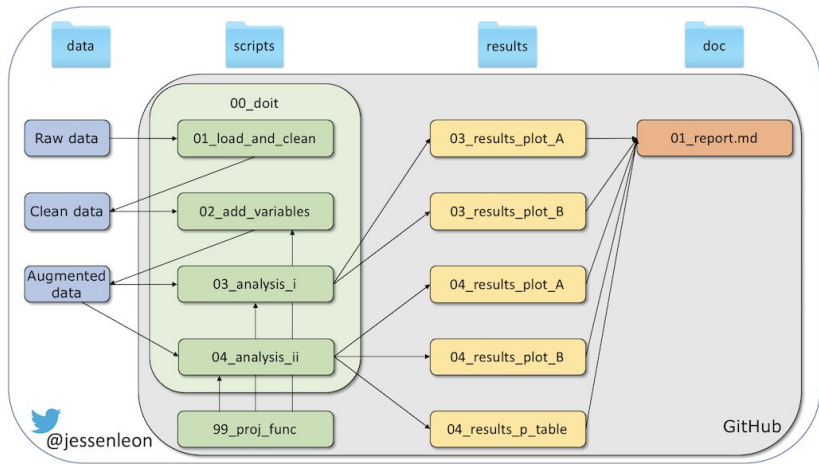 data
scripts
results
doc
00_doit
Raw data
01_load_and_clean
03_results_plot_A
01_report.md
Clean data
02_add_variables
03_results_plot_B
Augmented
data
03_analysis_i
04_results_plot_A
04_analysis_ii
04_results_plot_B
99_proj_func
04_results_p_table
GitHub
@jessenleon